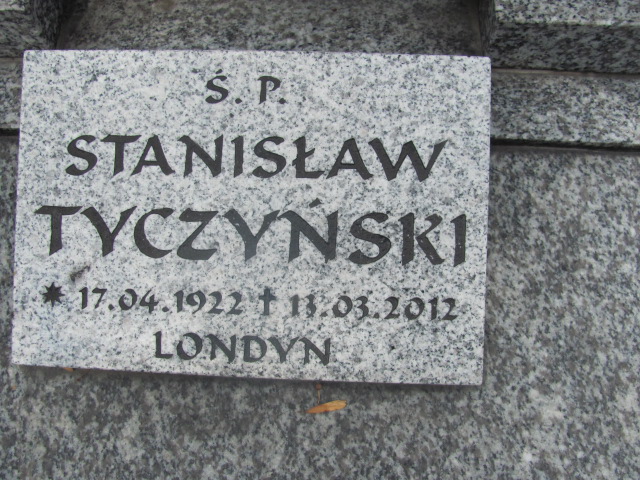 Ś. P.
STANISŁAW
TYCZYŃSKI
* 17.04.1922 † 13.03.2012
LONDYN